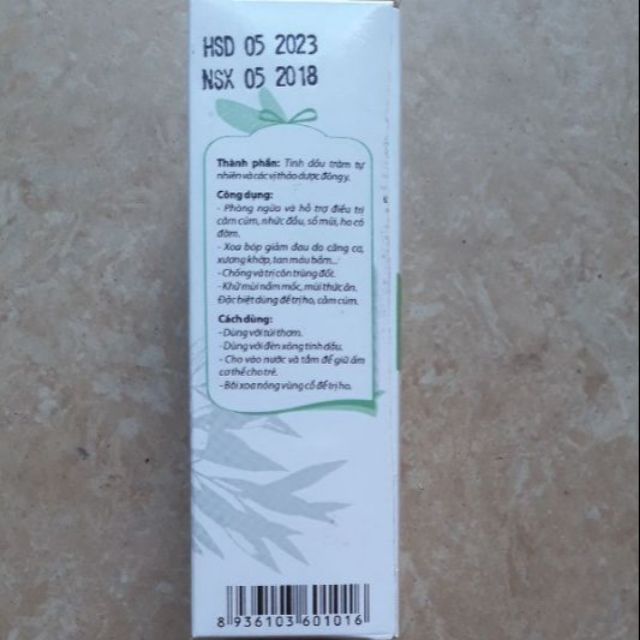 HSD 05 2023
NSX 05 2018
Thành phần: Tinh dầu tràm tự
nhiên và các vị thảo dược đông y.
Công dụng:
- Phòng ngừa và hỗ trợ điều trị
cảm cúm, nhức đầu, sổ mũi, ho có
đờm.
- Xoa bóp giảm đau do căng cơ,
xương khớp, tan máu bầm...
- Chống và trị côn trùng đốt.
- Khử mùi nấm mốc, mùi thức ăn.
Đặc biệt dùng để trị ho, cảm cúm.
Cách dùng:
- Dùng với túi thơm.
- Dùng với đèn xông tinh dầu.
- Cho vào nước và tắm để giữ ấm
cơ thể cho trẻ.
- Bôi xoa nóng vùng cổ để trị ho.
8 936103 601016